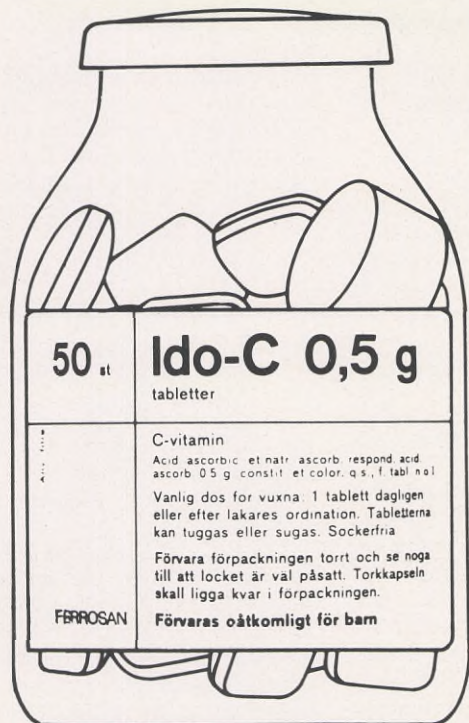 50 st
Ido-C 0,5 g
tabletter
C-vitamin
Acid. ascorbic et natr ascorb. respond. acid.
ascorb 0.5 g constit et color. q.s., f. tabl nol
Vanlig dos for vuxna: 1 tablett dagligen
eller efter lakares ordination. Tabletterna
kan tuggas eller sugas. Sockerfria
Förvara förpackningen torrt och se noga
till att locket är väl påsatt. Torkkapseln
skall ligga kvar i förpackningen.
FERROSAN
Förvaras oåtkomligt för barn